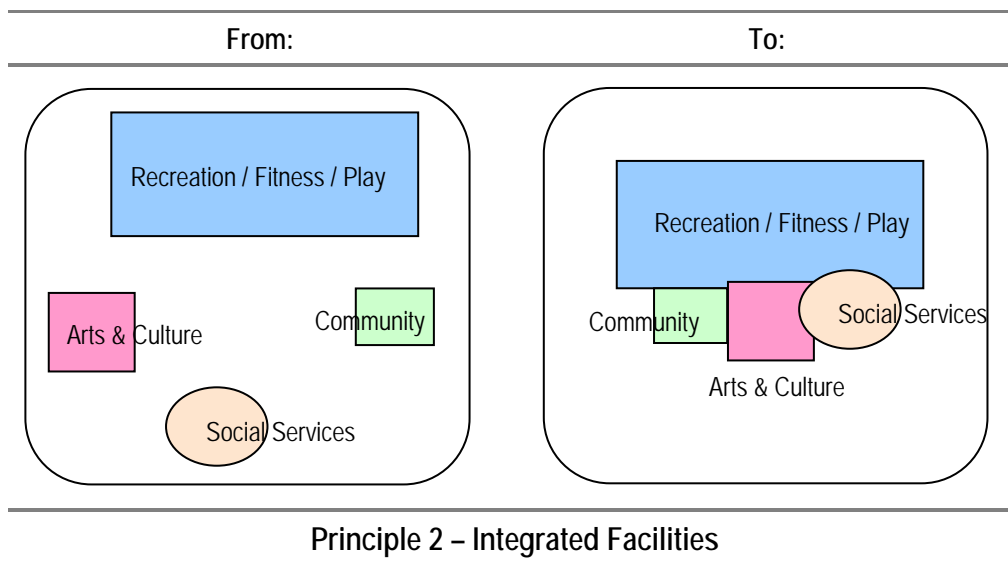 From:
To:
Recreation / Fitness / Play
Arts & Culture
Community
Social Services
Recreation / Fitness / Play
Community
Social Services
Arts & Culture
Principle 2 – Integrated Facilities